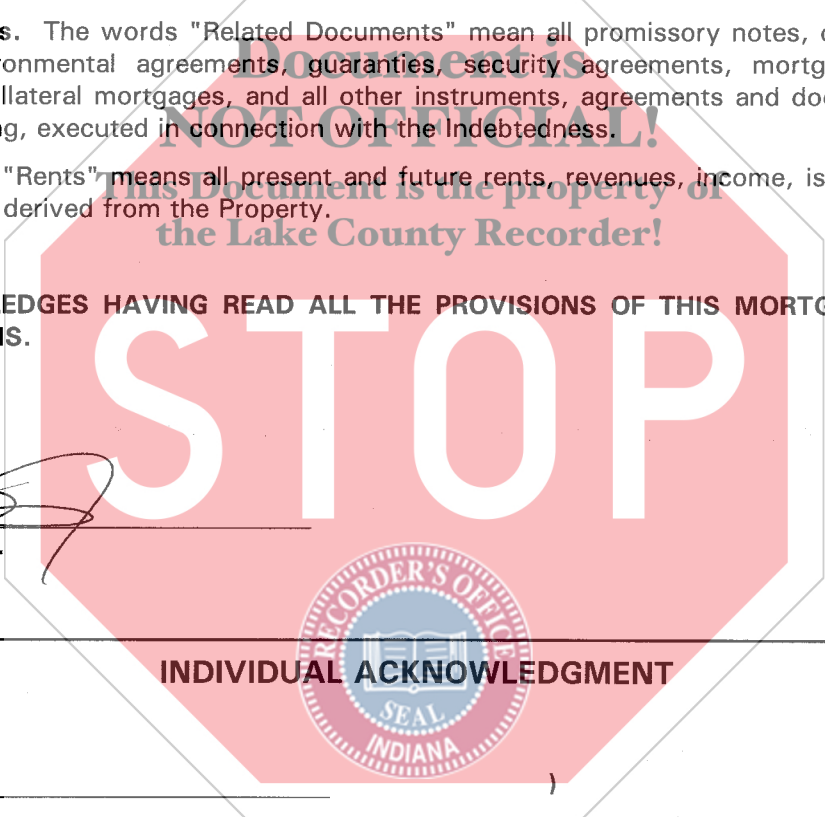 s. The words "Related Documents" mean all promissory notes,
ronmental agreements, guaranties, security agreements, mortg
llateral mortgages, and all other instruments, agreements and do
g, executed in connection with the Indebtedness.
"Rents" means all present and future rents, revenues, income, is
derived from the Property.
Document is
NOT OFFICIAL!
This Document is the property of
the Lake County Recorder!
EDGES HAVING READ ALL THE PROVISIONS OF THIS MORTG
IS.
STOP
RECORDER'S OFFICE
SEAL
INDIANA
INDIVIDUAL ACKNOWLEDGMENT
)